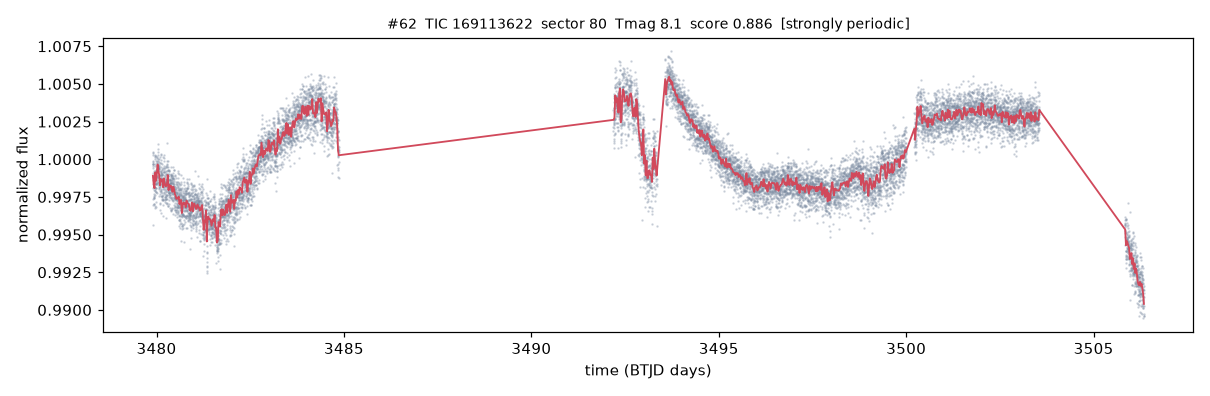 #62 TIC 169113622 sector 80 Tmag 8.1 score 0.886 [strongly periodic]
normalized flux
1.0075
1.0050
1.0025
1.0000
0.9975
0.9950
0.9925
0.9900
3480 3485 3490 3495 3500 3505
time (BTJD days)